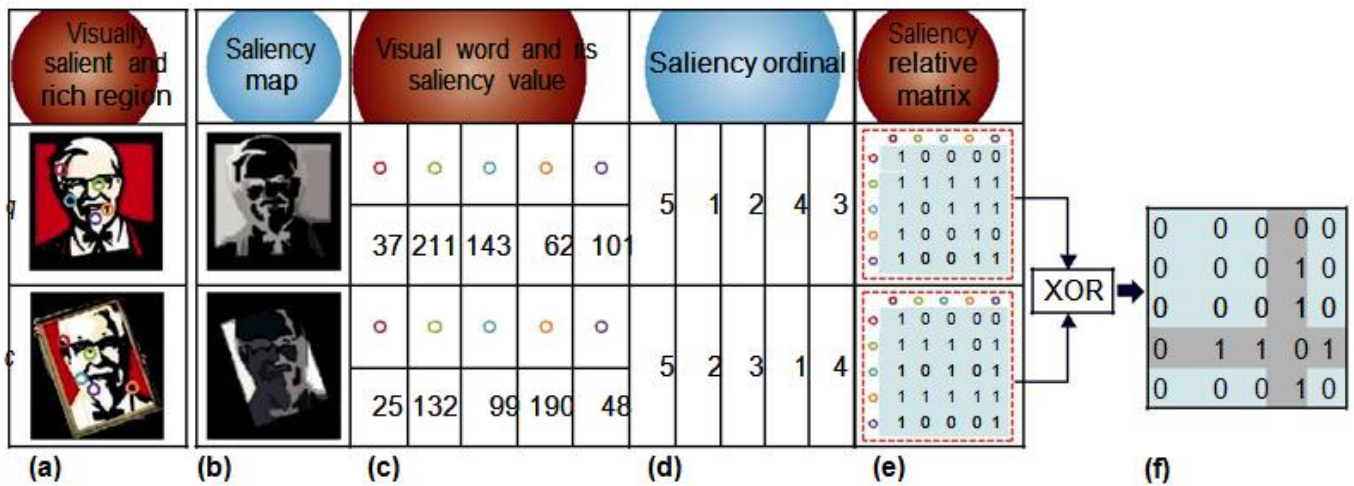 Visually salient and rich region
Saliency map
Visual word and its saliency value
Saliency ordinal
Saliency relative matrix
q
37 211 143 62 101
5 1 2 4 3
1 0 0 0 0
1 1 1 1 1
1 0 1 1 1
1 0 0 1 0
1 0 0 1 1
c
25 132 99 190 48
5 2 3 1 4
1 0 0 0 0
1 1 1 0 1
1 0 1 0 1
1 1 1 1 1
1 0 0 0 1
XOR
0 0 0 0 0
0 0 0 1 0
0 0 0 1 0
0 1 1 0 1
0 0 0 1 0
(a) (b) (c) (d) (e) (f)